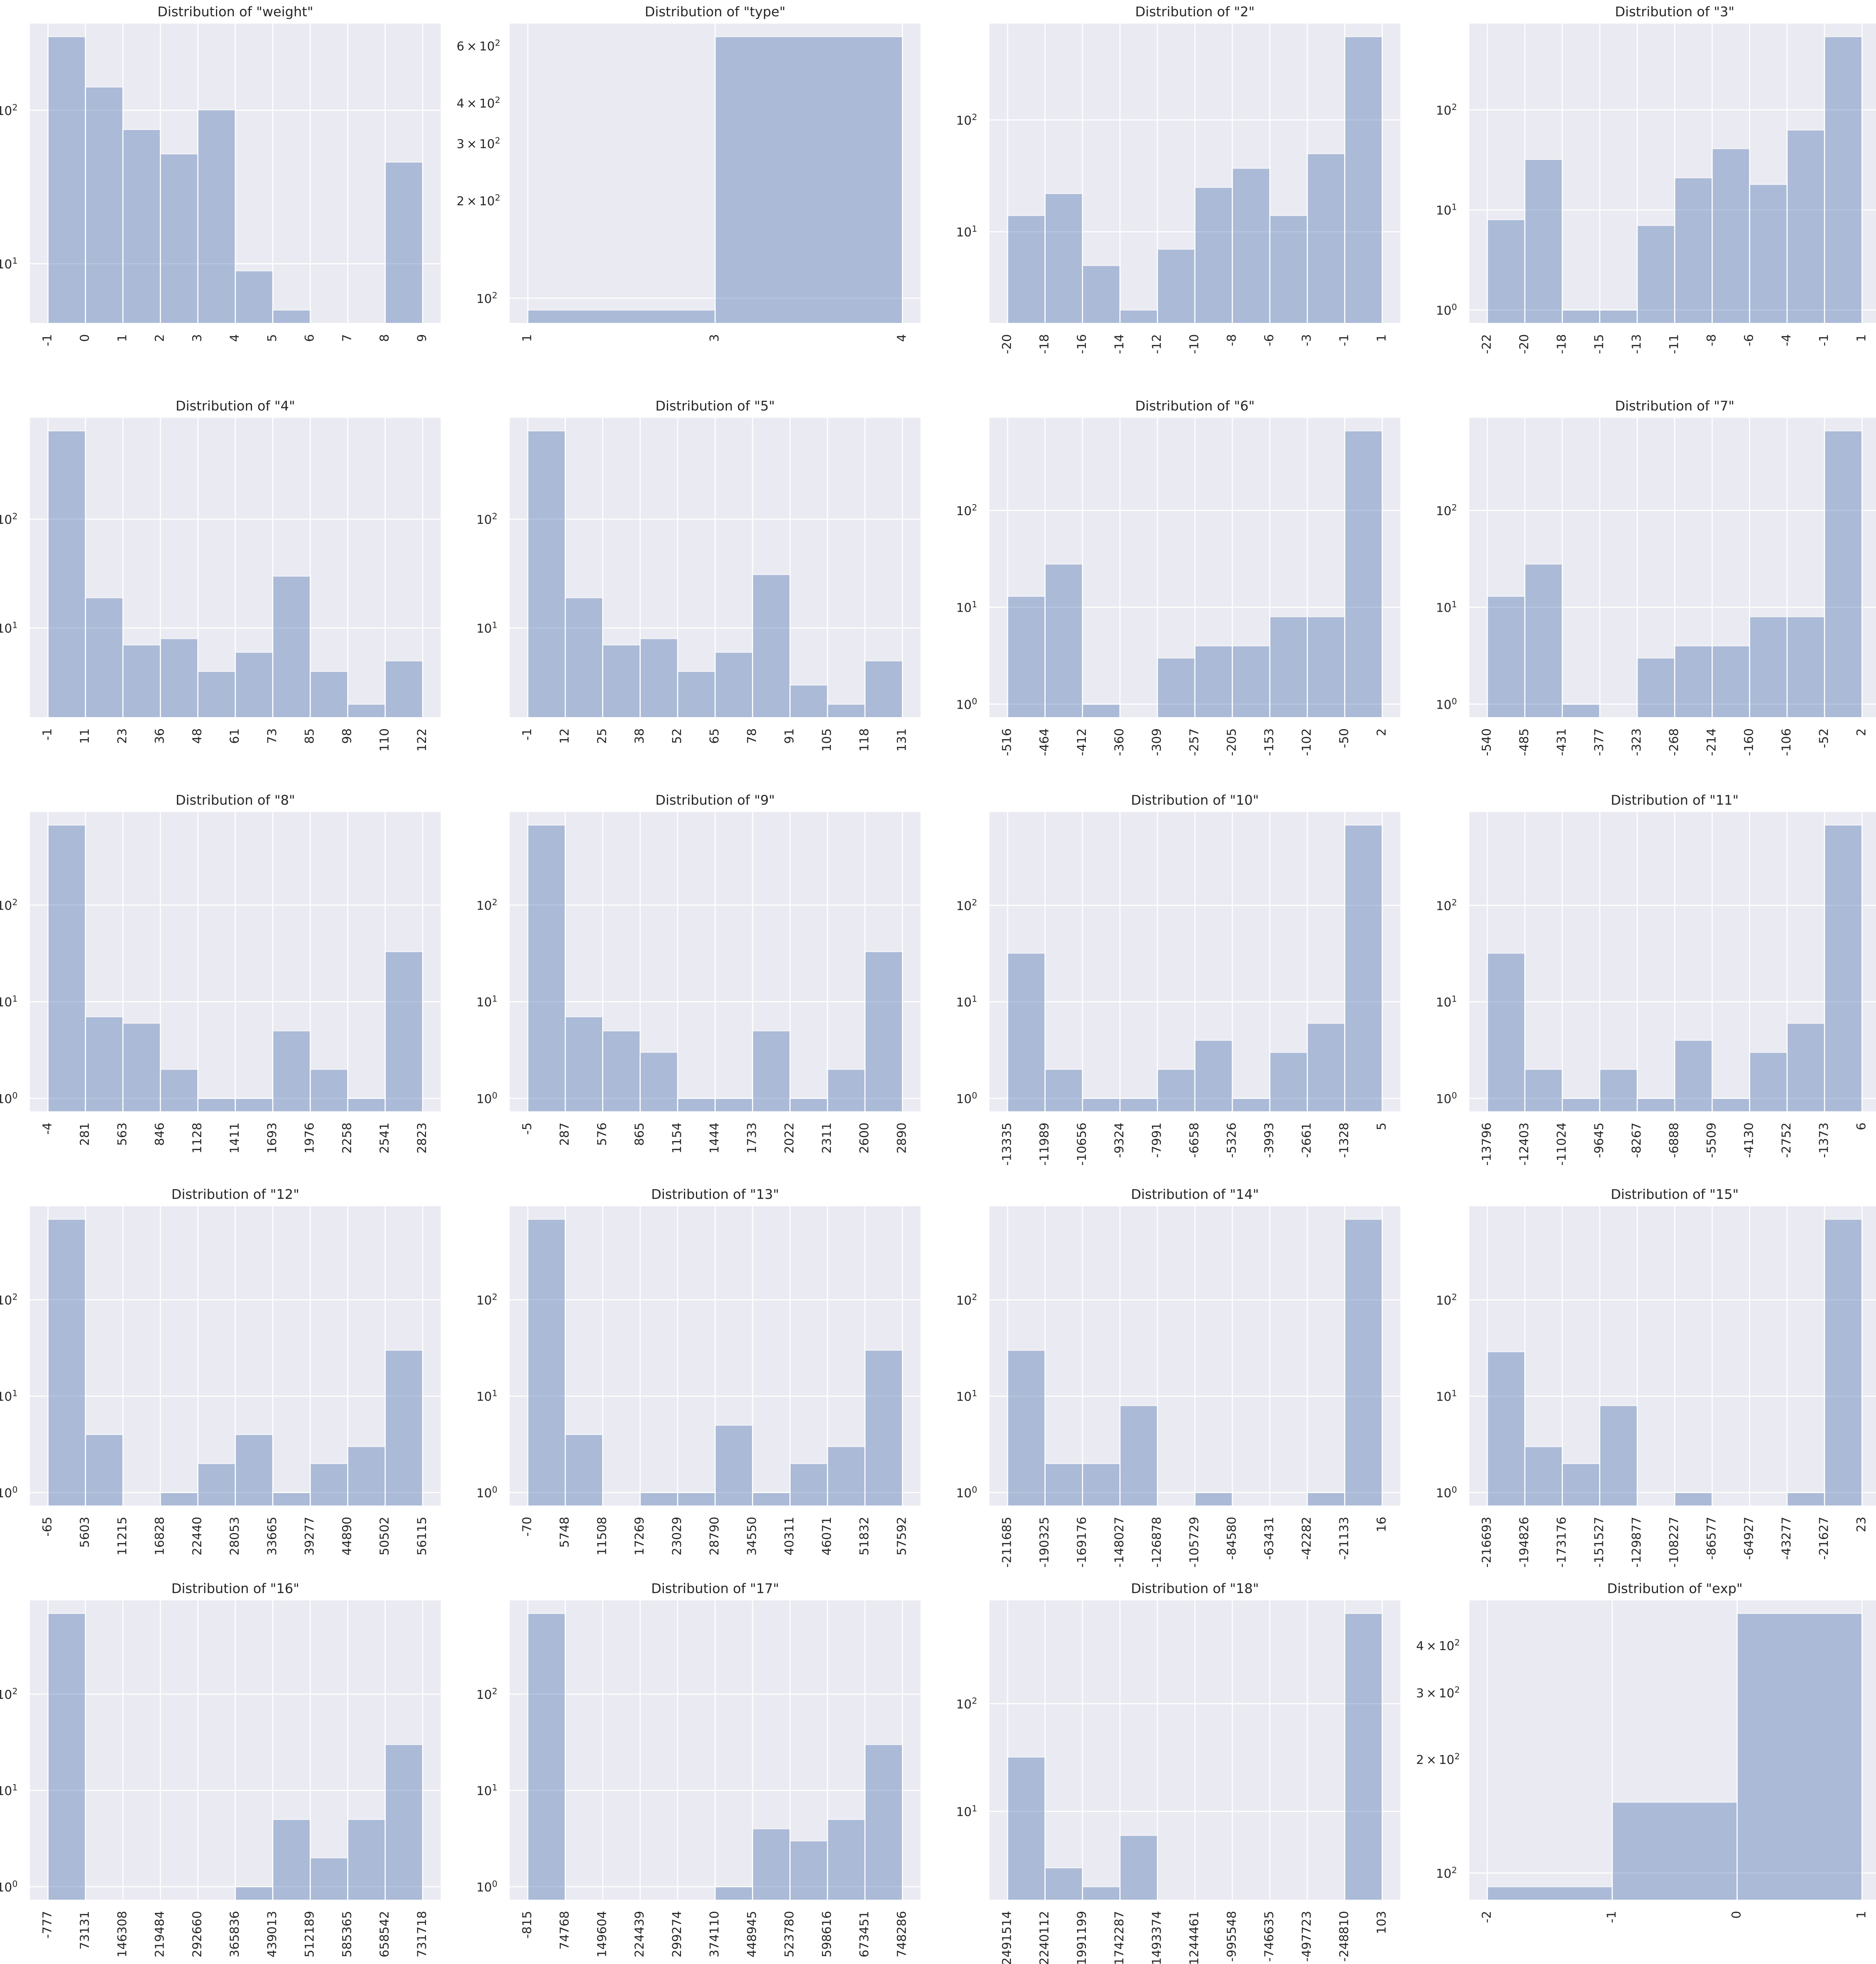 Distribution of "weight"
10²
10¹
-1 0 1 2 3 4 5 6 7 8 9
Distribution of "type"
6 × 10²
4 × 10²
3 × 10²
2 × 10²
10²
1 3 4
Distribution of "2"
10²
10¹
-20 -18 -16 -14 -12 -10 -8 -6 -3 -1 1
Distribution of "3"
10²
10¹
10⁰
-22 -20 -18 -15 -13 -11 -8 -6 -4 -1 1
Distribution of "4"
10²
10¹
-1 11 23 36 48 61 73 85 98 110 122
Distribution of "5"
10²
10¹
-1 12 25 38 52 65 78 91 105 118 131
Distribution of "6"
10²
10¹
10⁰
-516 -464 -412 -360 -309 -257 -205 -153 -102 -50 2
Distribution of "7"
10²
10¹
10⁰
-540 -485 -431 -377 -323 -268 -214 -160 -106 -52 2
Distribution of "8"
10²
10¹
10⁰
-4 281 563 846 1128 1411 1693 1976 2258 2541 2823
Distribution of "9"
10²
10¹
10⁰
-5 287 576 865 1154 1444 1733 2022 2311 2600 2890
Distribution of "10"
10²
10¹
10⁰
-13335 -11989 -10656 -9324 -7991 -6658 -5326 -3993 -2661 -1328 5
Distribution of "11"
10²
10¹
10⁰
-13796 -12403 -11024 -9645 -8267 -6888 -5509 -4130 -2752 -1373 6
Distribution of "12"
10²
10¹
10⁰
-65 5603 11215 16828 22440 28053 33665 39277 44890 50502 56115
Distribution of "13"
10²
10¹
10⁰
-70 5748 11508 17269 23029 28790 34550 40311 46071 51832 57592
Distribution of "14"
10²
10¹
10⁰
-211685 -190325 -169176 -148027 -126878 -105729 -84580 -63431 -42282 -21133 16
Distribution of "15"
10²
10¹
10⁰
-216693 -194826 -173176 -151527 -129877 -108227 -86577 -64927 -43277 -21627 23
Distribution of "16"
10²
10¹
10⁰
-777 73131 146308 219484 292660 365836 439013 512189 585365 658542 731718
Distribution of "17"
10²
10¹
10⁰
-815 74768 149604 224439 299274 374110 448945 523780 598616 673451 748286
Distribution of "18"
10²
10¹
2491514 2240112 1991199 1742287 1493374 1244461 -995548 -746635 -497723 -248810 103
Distribution of "exp"
4 × 10²
3 × 10²
2 × 10²
10²
-2 -1 0 1